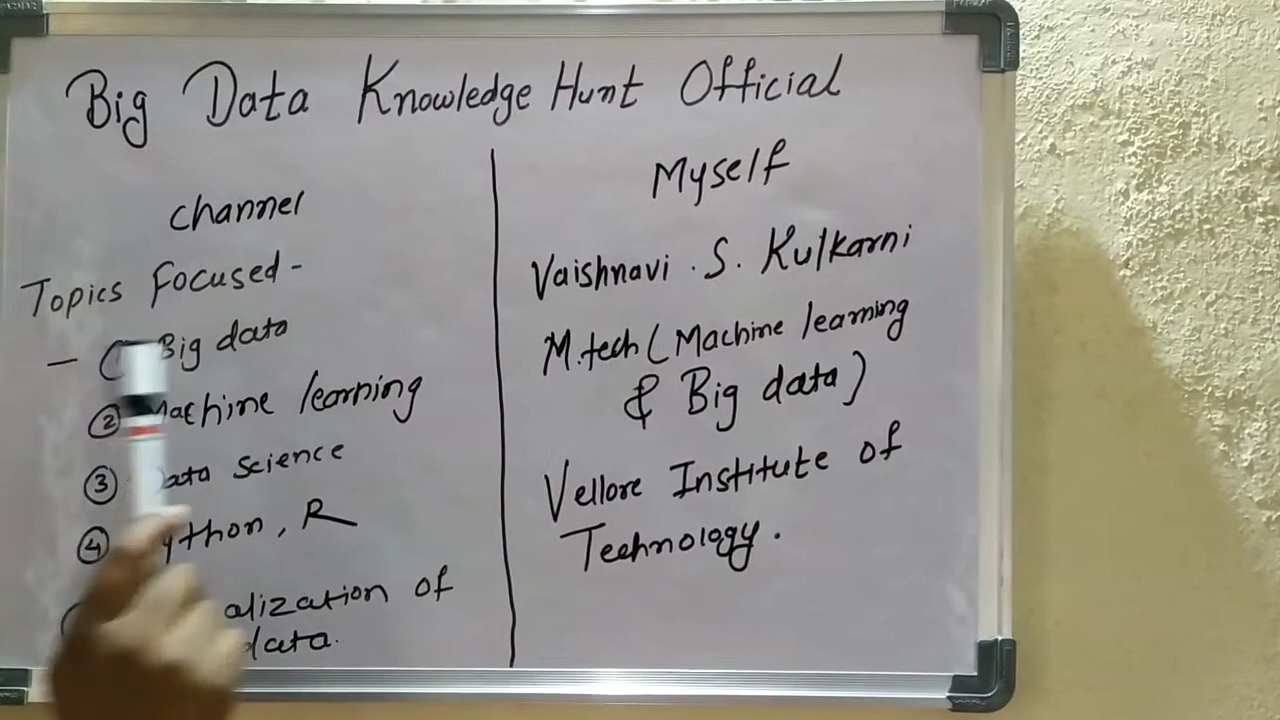 Big Data Knowledge Hunt Official
Channel
Topics Focused -
- Big data
② Machine learning
③ Data Science
④ Python, R
alization of
data.
Myself
Vaishnavi . S. Kulkarni
M.tech ( Machine learning
& Big data)
Vellore Institute of
Technology.